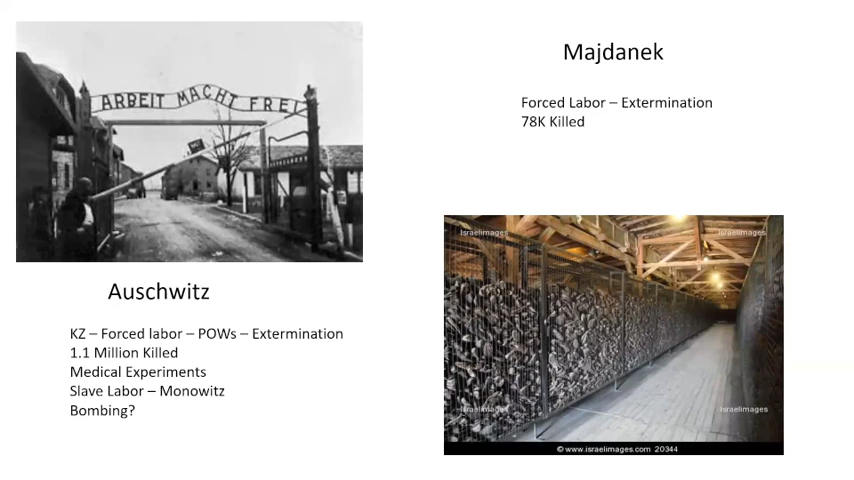 ARBEIT MACHT FREI
Auschwitz
KZ – Forced labor – POWs – Extermination
1.1 Million Killed
Medical Experiments
Slave Labor – Monowitz
Bombing?
Majdanek
Forced Labor – Extermination
78K Killed
Israelimages
Israelimages
Israelimages
Israelimages
© www.israelimages.com 20344